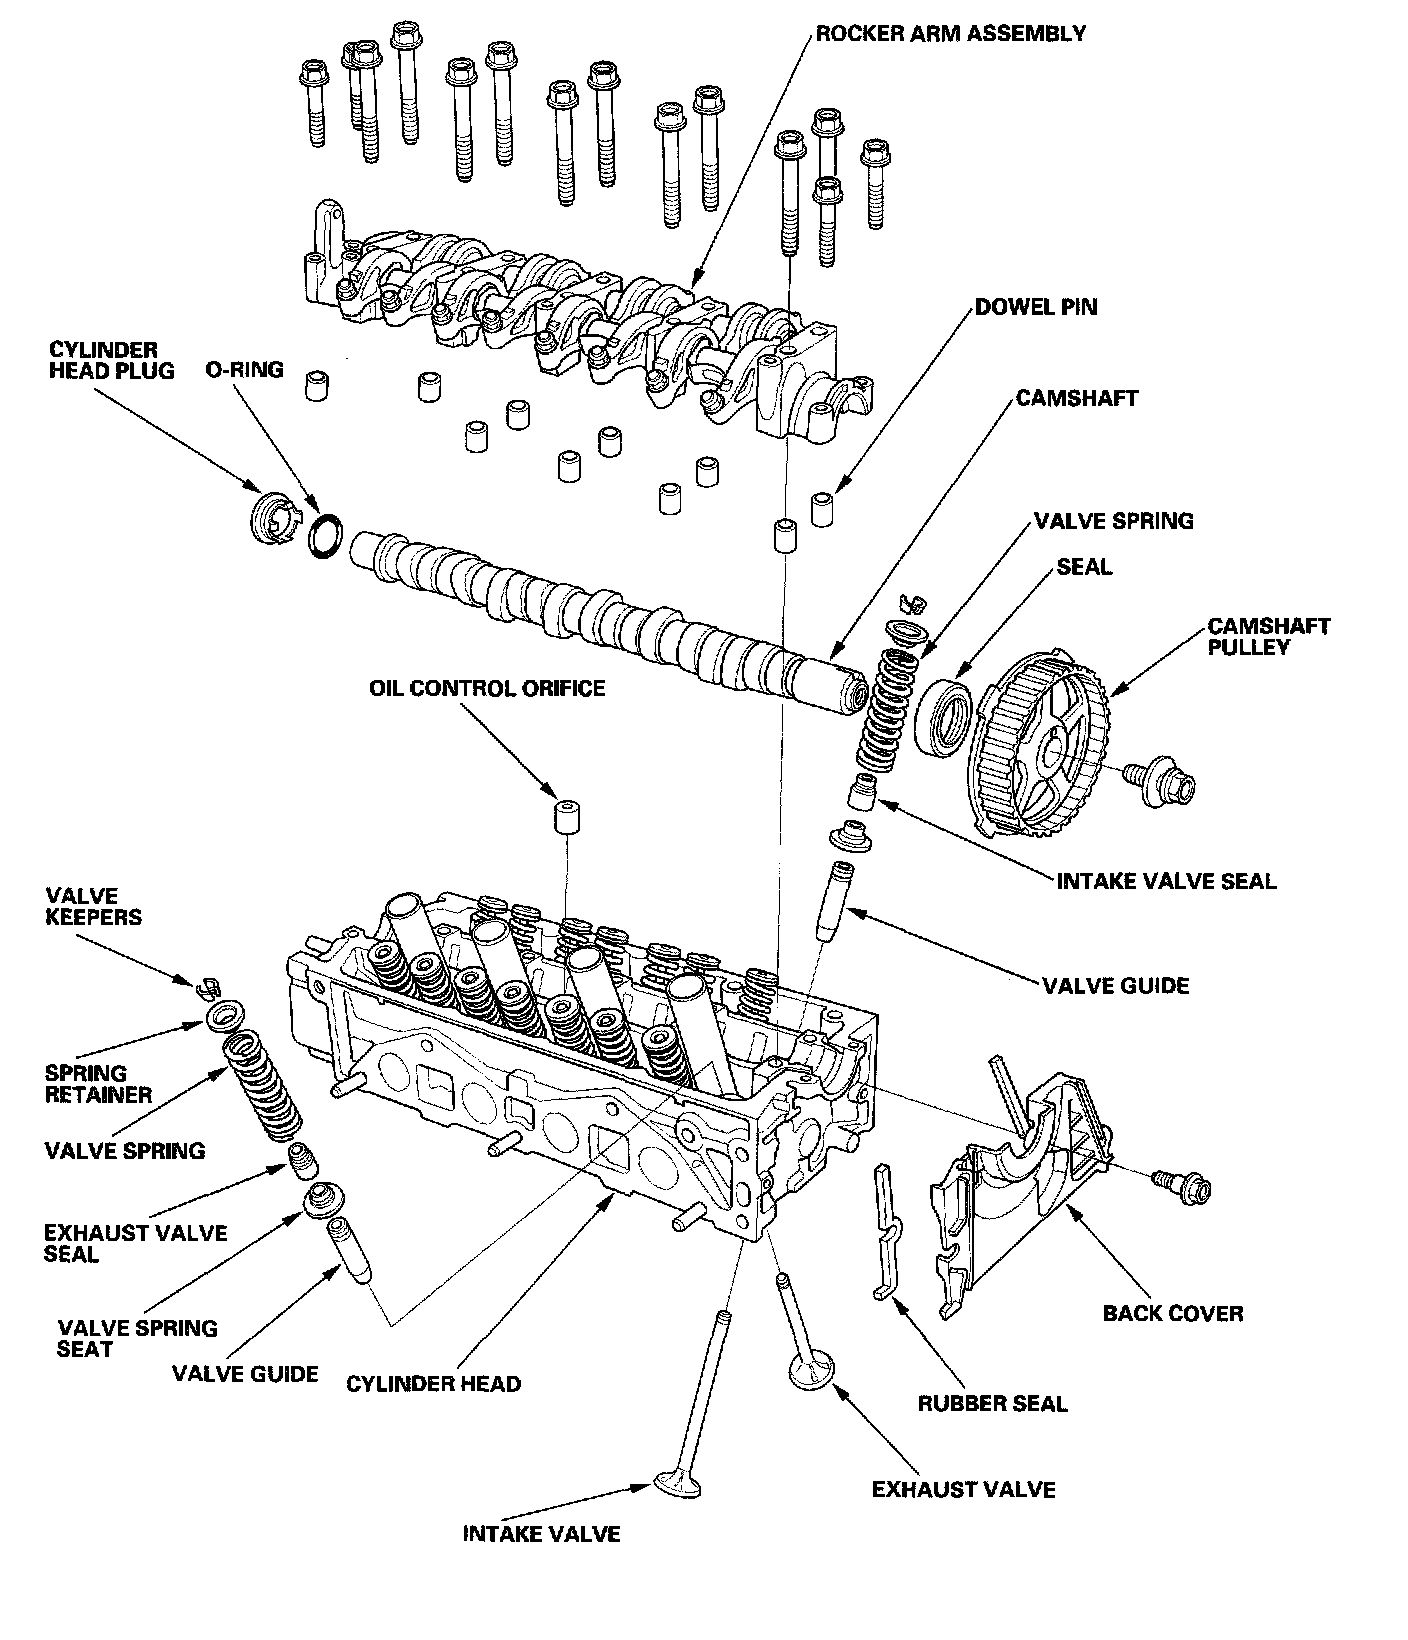 ROCKER ARM ASSEMBLY
DOWEL PIN
CYLINDER
HEAD PLUG
O-RING
CAMSHAFT
VALVE SPRING
SEAL
CAMSHAFT
PULLEY
OIL CONTROL ORIFICE
INTAKE VALVE SEAL
VALVE
KEEPERS
VALVE GUIDE
SPRING
RETAINER
VALVE SPRING
EXHAUST VALVE
SEAL
VALVE SPRING
SEAT
VALVE GUIDE
CYLINDER HEAD
BACK COVER
RUBBER SEAL
EXHAUST VALVE
INTAKE VALVE